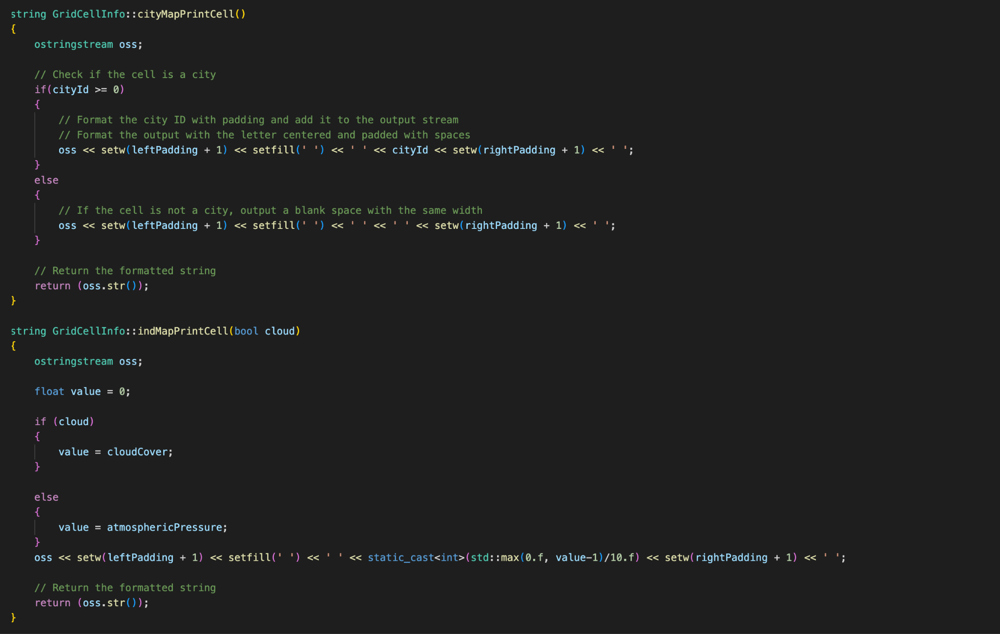 string GridCellInfo::cityMapPrintCell()
{
    ostringstream oss;

    // Check if the cell is a city
    if(cityId >= 0)
    {
        // Format the city ID with padding and add it to the output stream
        // Format the output with the letter centered and padded with spaces
        oss << setw(leftPadding + 1) << setfill(' ') << ' ' << cityId << setw(rightPadding + 1) << ' ';
    }
    else
    {
        // If the cell is not a city, output a blank space with the same width
        oss << setw(leftPadding + 1) << setfill(' ') << ' ' << ' ' << setw(rightPadding + 1) << ' ';
    }

    // Return the formatted string
    return (oss.str());
}

string GridCellInfo::indMapPrintCell(bool cloud)
{
    ostringstream oss;

    float value = 0;

    if (cloud)
    {
        value = cloudCover;
    }

    else
    {
        value = atmosphericPressure;
    }
    oss << setw(leftPadding + 1) << setfill(' ') << ' ' << static_cast<int>(std::max(0.f, value-1)/10.f) << setw(rightPadding + 1) << ' ';

    // Return the formatted string
    return (oss.str());
}